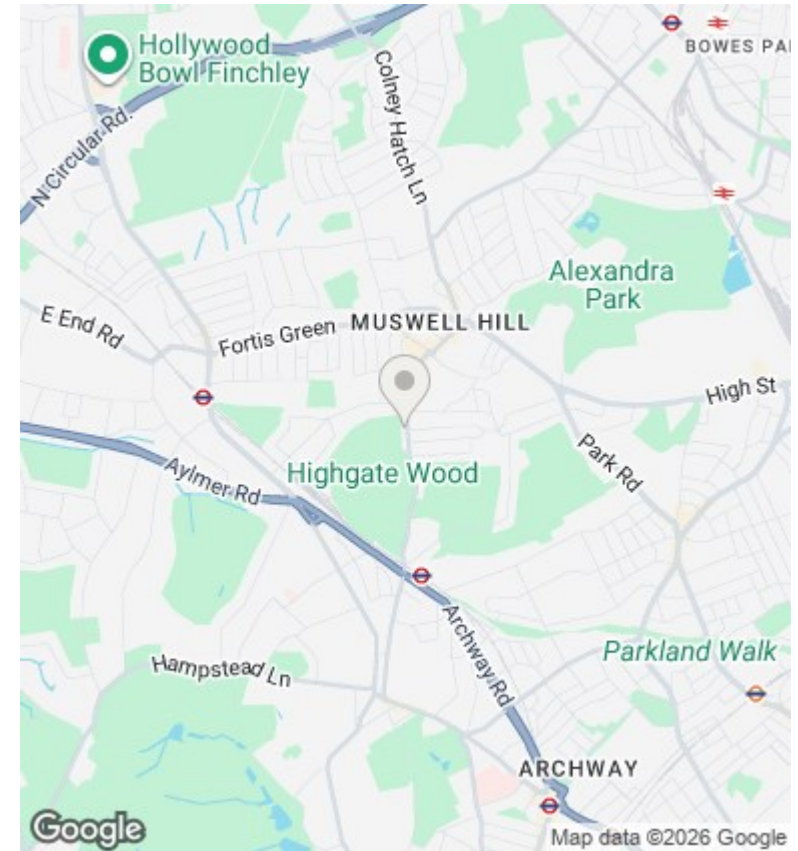 Hollywood
Bowl Finchley
BOWES PAI
Colney Hatch Ln
N Circular Rd.
Alexandra
Park
E End Rd
Fortis Green
MUSWELL HILL
High St
Park Rd
Highgate Wood
Aylmer Rd
Archway Rd
Parkland Walk
Hampstead Ln
ARCHWAY
Google
Map data ©2026 Google